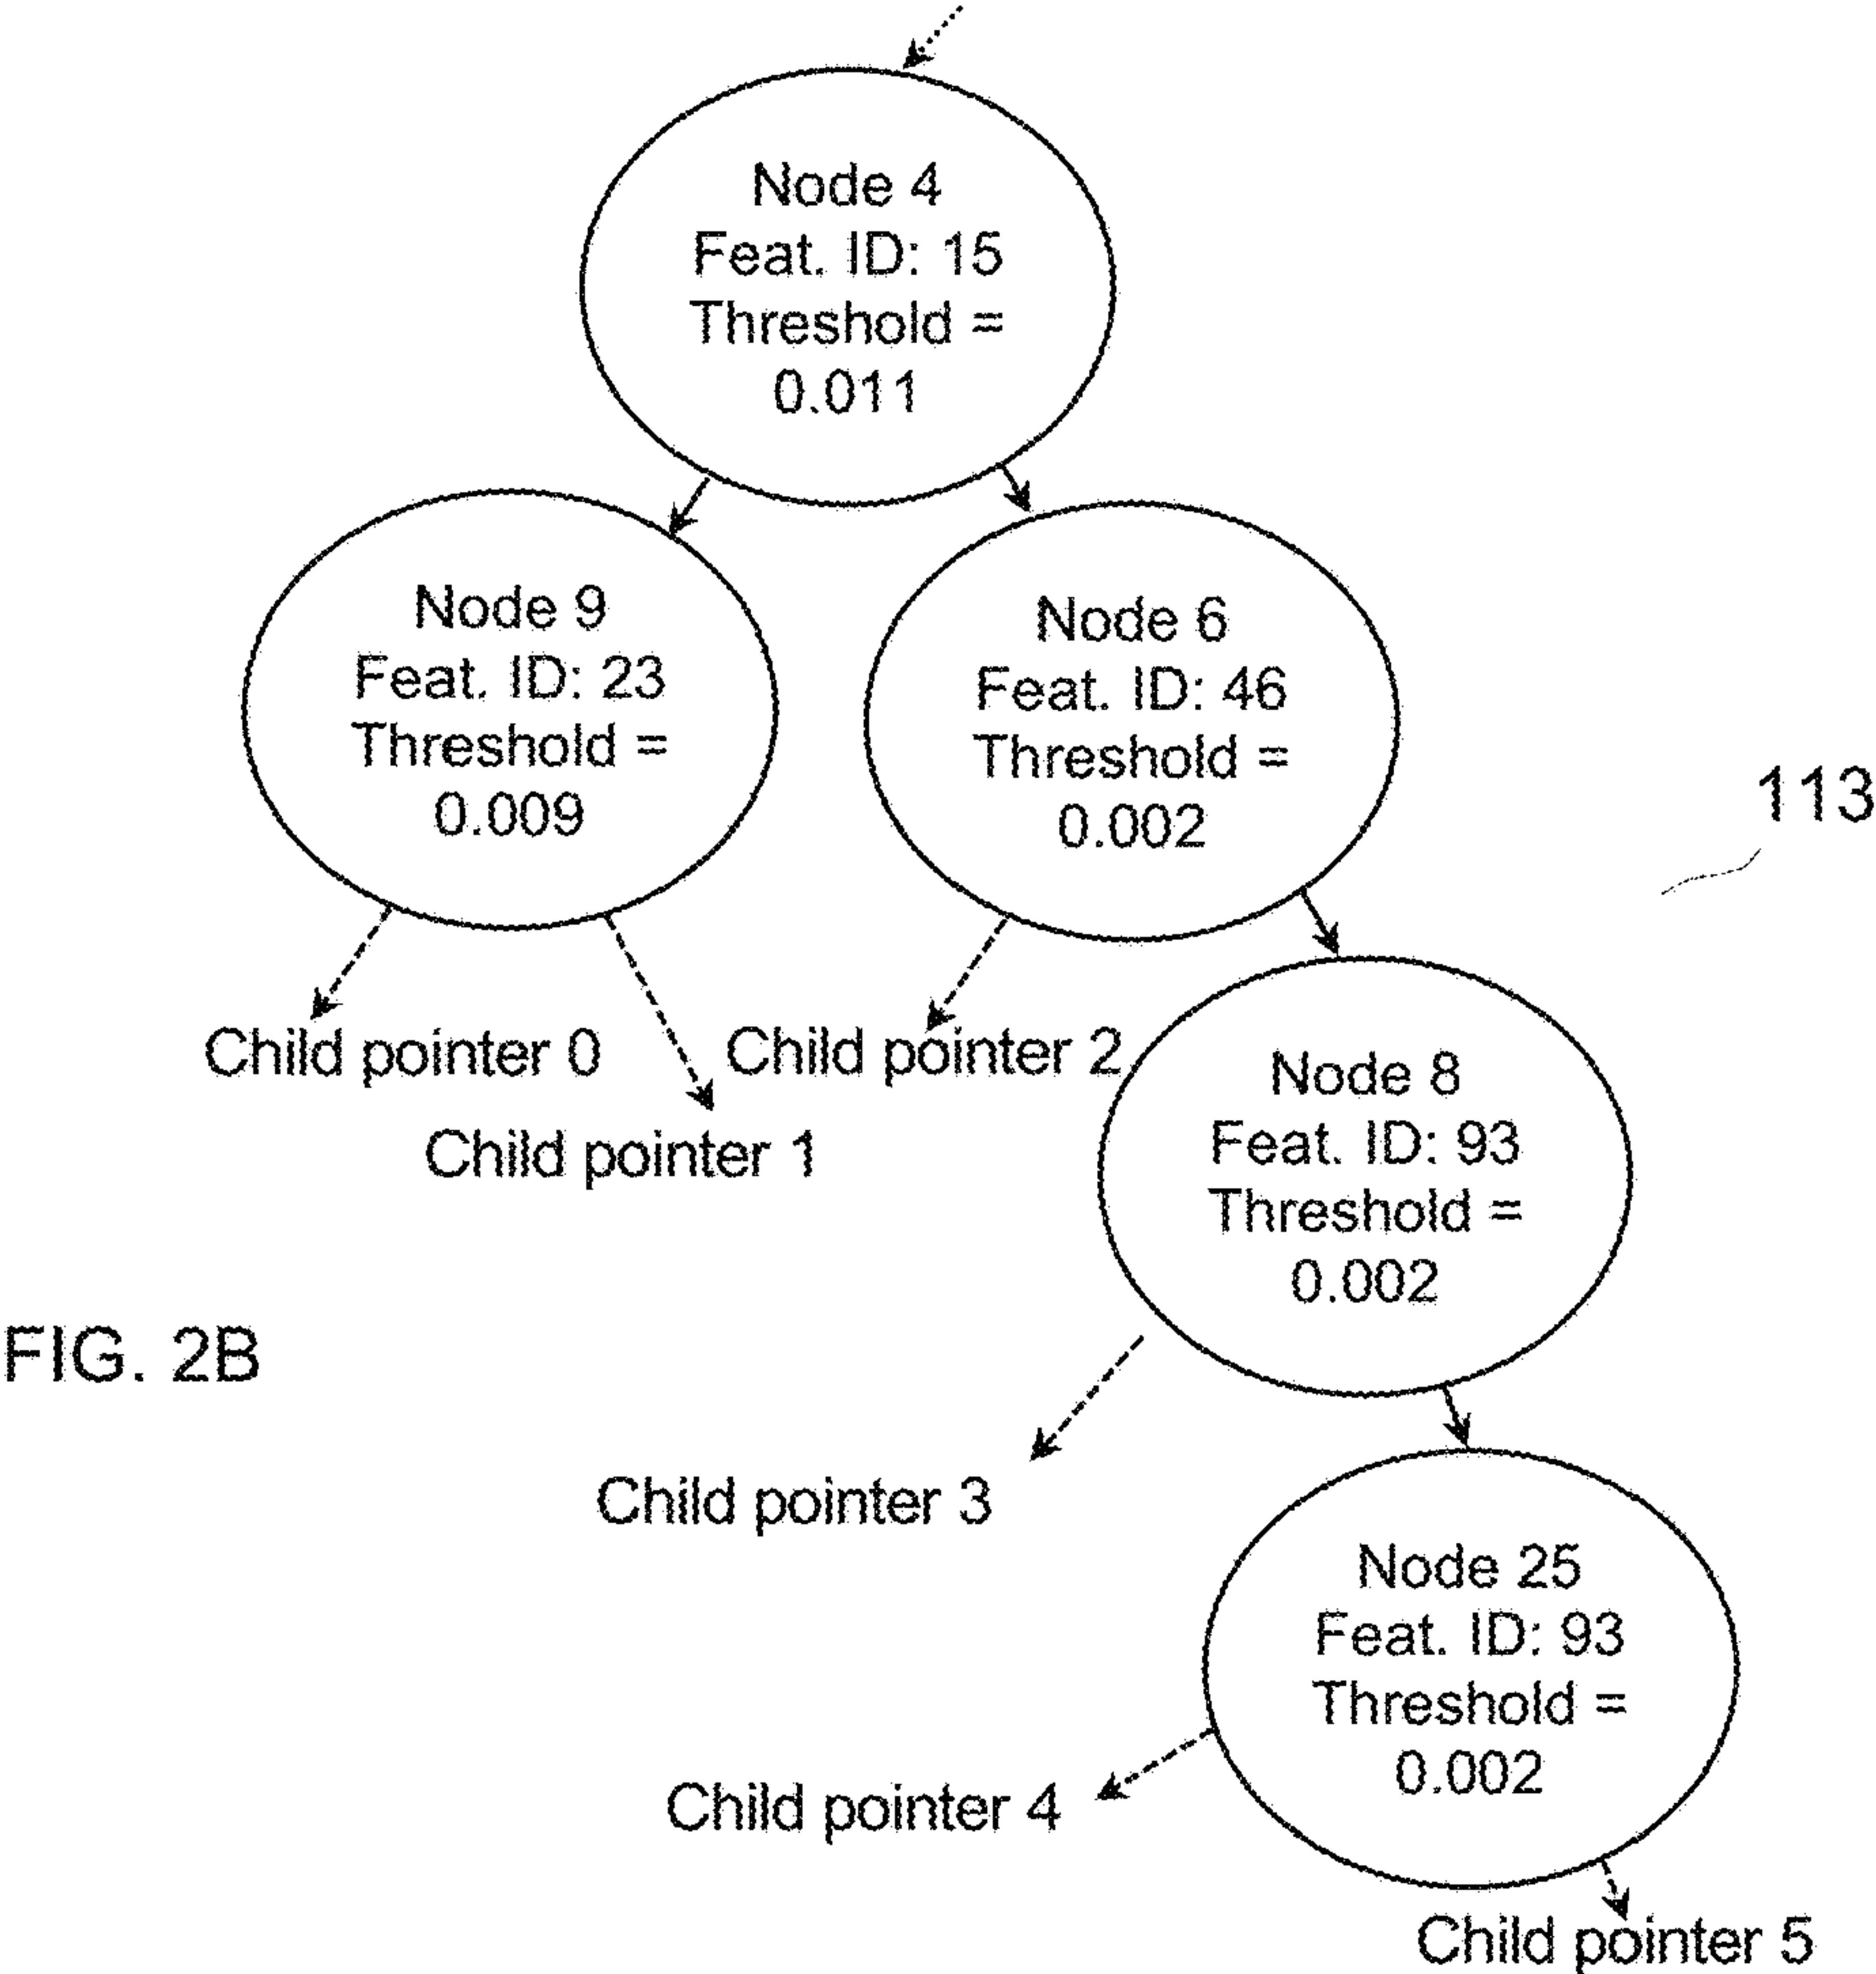 Node 4
Feat. ID: 15
Threshold =
0.011
Node 9
Feat. ID: 23
Threshold =
0.009
Node 6
Feat. ID: 46
Threshold =
0.002
113
Child pointer 0
Child pointer 1
Child pointer 2
Node 8
Feat. ID: 93
Threshold =
0.002
FIG. 2B
Child pointer 3
Node 25
Feat. ID: 93
Threshold =
0.002
Child pointer 4
Child pointer 5